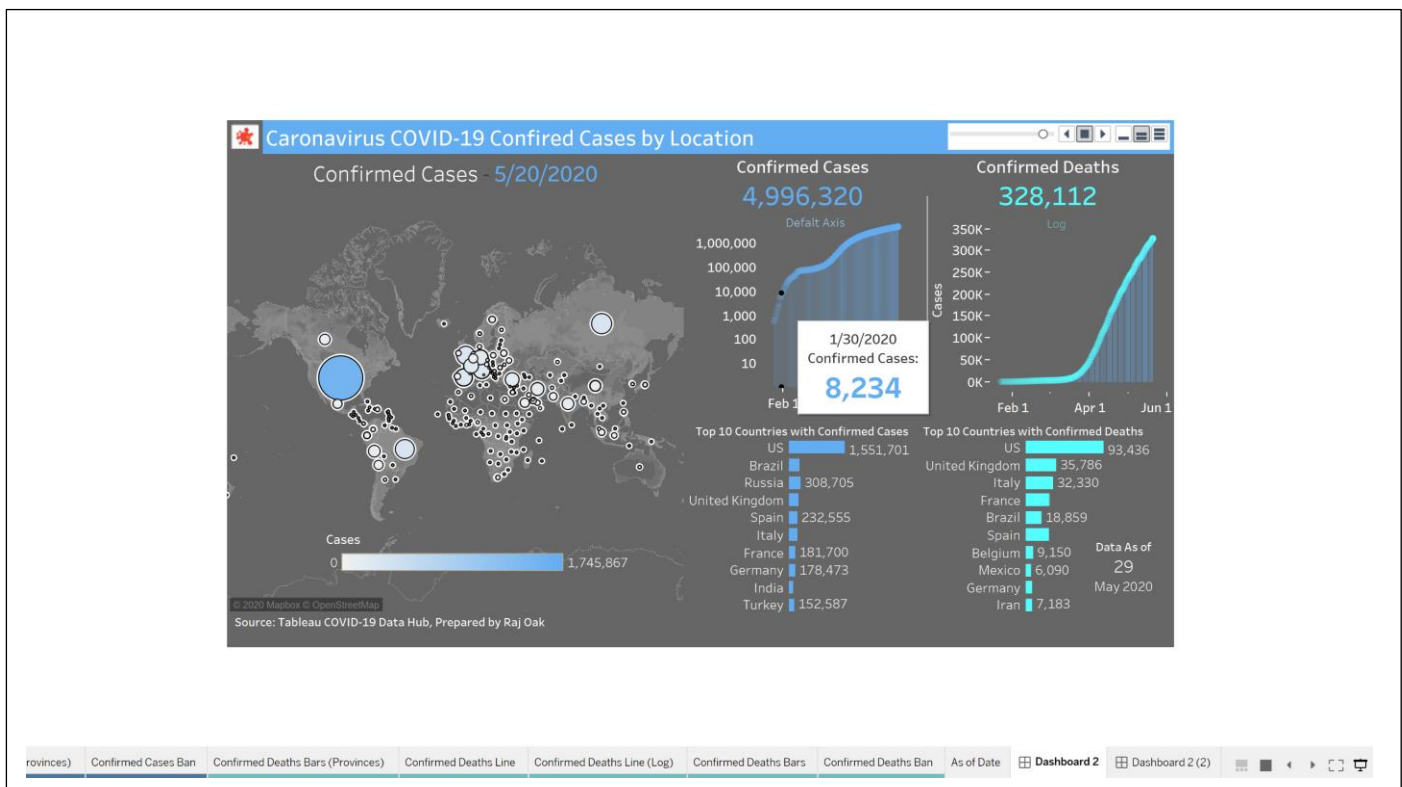 Caronavirus COVID-19 Confired Cases by Location
Confirmed Cases - 5/20/2020
Confirmed Cases
4,996,320
Defalt Axis
1,000,000
100,000
10,000
1,000
100
10
Feb 1
1/30/2020
Confirmed Cases:
8,234
Confirmed Deaths
328,112
Log
Cases
350K
300K
250K
200K
150K
100K
50K
0K
Feb 1 Apr 1 Jun 1
Cases
0 1,745,867
© 2020 Mapbox © OpenStreetMap
Source: Tableau COVID-19 Data Hub, Prepared by Raj Oak
Top 10 Countries with Confirmed Cases
US 1,551,701
Brazil
Russia 308,705
United Kingdom
Spain 232,555
Italy
France 181,700
Germany 178,473
India
Turkey 152,587
Top 10 Countries with Confirmed Deaths
US 93,436
United Kingdom 35,786
Italy 32,330
France
Brazil 18,859
Spain
Belgium 9,150
Mexico 6,090
Germany
Iran 7,183
Data As of
29
May 2020
rovinces) Confirmed Cases Ban Confirmed Deaths Bars (Provinces) Confirmed Deaths Line Confirmed Deaths Line (Log) Confirmed Deaths Bars Confirmed Deaths Ban As of Date Dashboard 2 Dashboard 2 (2)